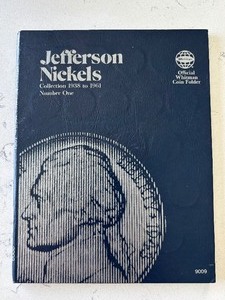 Jefferson
Nickels
Collection 1938 to 1961
Number One
Official
Whitman
Coin Folder
9009